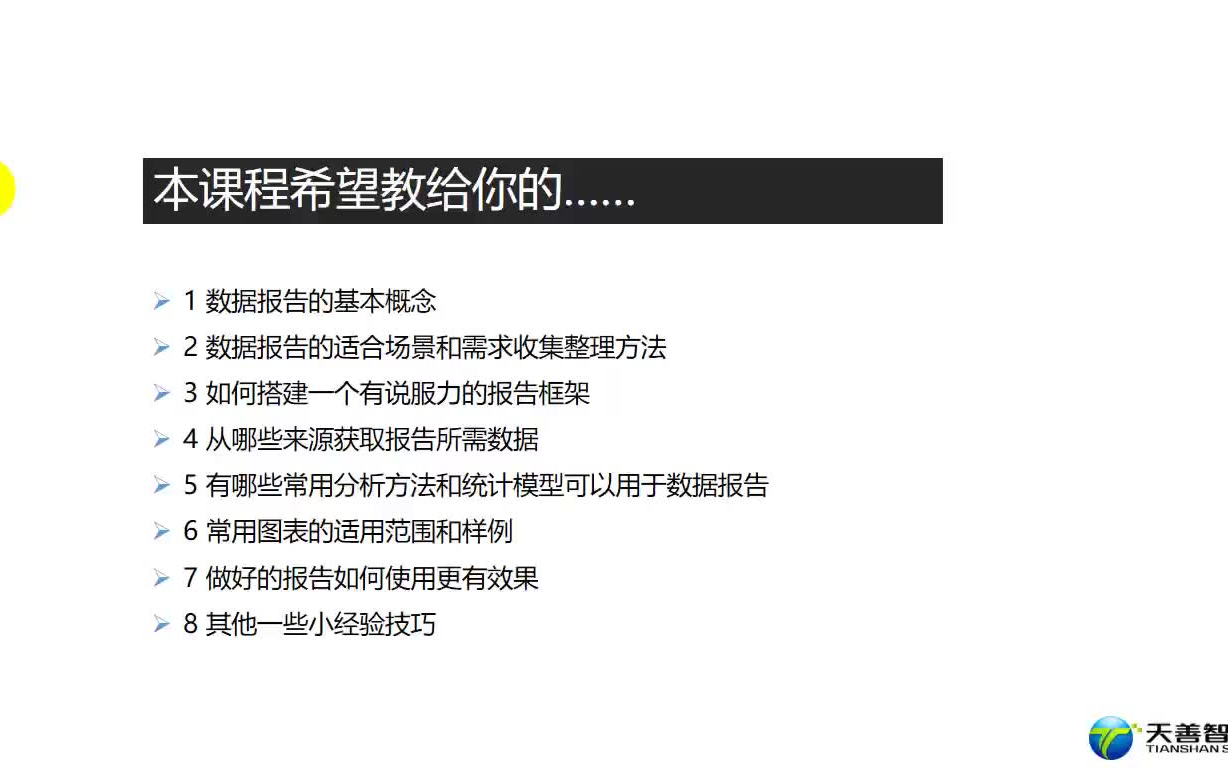 本课程希望教给你的......
1 数据报告的基本概念
2 数据报告的适合场景和需求收集整理方法
3 如何搭建一个有说服力的报告框架
4 从哪些来源获取报告所需数据
5 有哪些常用分析方法和统计模型可以用于数据报告
6 常用图表的适用范围和样例
7 做好的报告如何使用更有效果
8 其他一些小经验技巧
天善智
TIANSHAN S